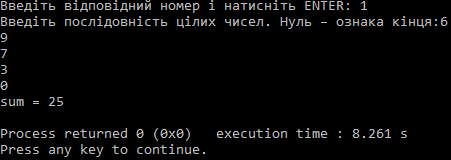 Введіть відповідний номер і натисніть ENTER: 1
Введіть послідовність цілих чисел. Нуль – ознака кінця:6
9
7
3
0
sum = 25
Process returned 0 (0x0)   execution time : 8.261 s
Press any key to continue.